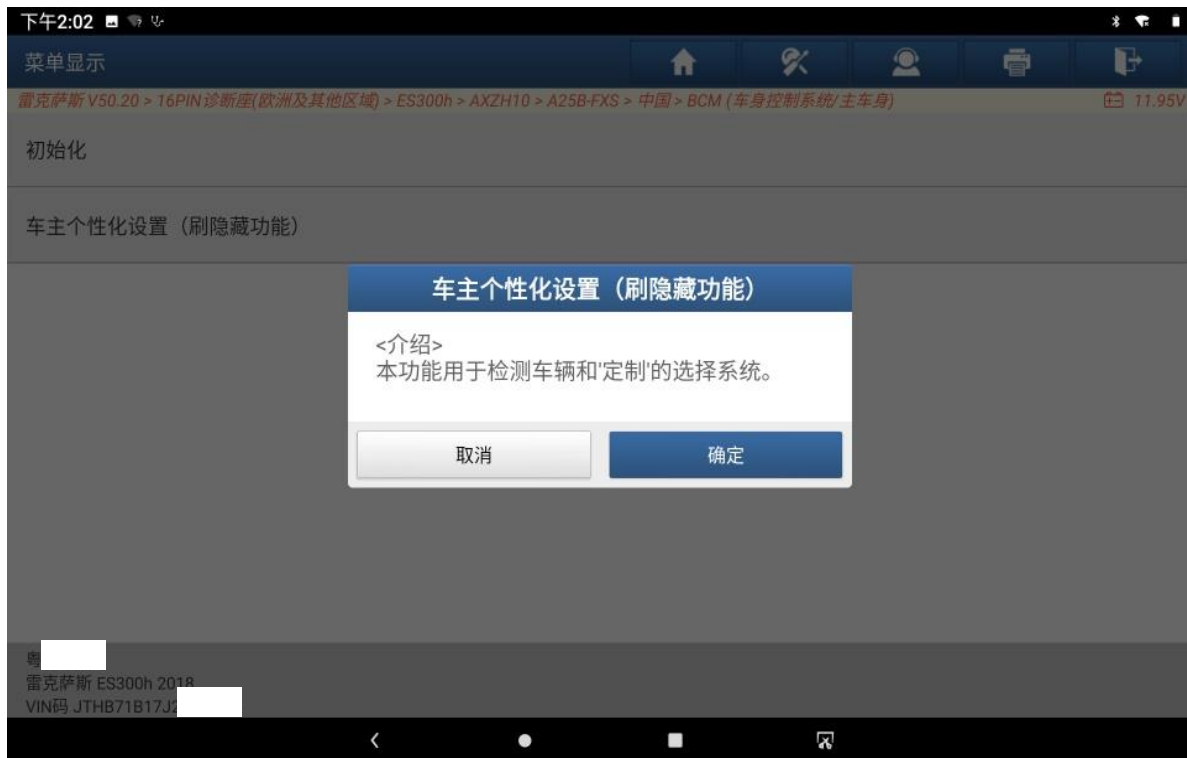 下午2:02
菜单显示
雷克萨斯 V50.20 > 16PIN诊断座(欧洲及其他区域) > ES300h > AXZH10 > A25B-FXS > 中国 > BCM (车身控制系统/主车身) 11.95V
初始化
车主个性化设置（刷隐藏功能）
车主个性化设置（刷隐藏功能）
<介绍>
本功能用于检测车辆和'定制'的选择系统。
取消 确定
粤
雷克萨斯 ES300h 2018
VIN码 JTHB71B17J2